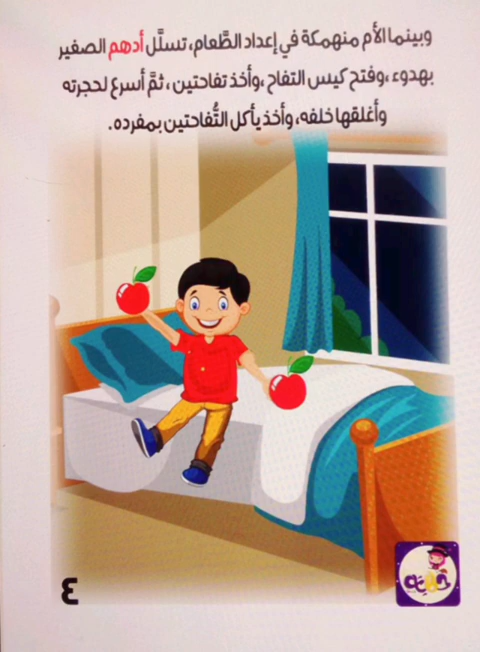 وبينما الأم منهمكة في إعداد الطَّعام، تسلَّل أدهم الصغير
بهدوء ،وفتح كيس التفاح ،وأخذ تفاحتين ، ثمَّ أسرع لحجرته
وأغلقها خلفه، وأخذ يأكل التُّفاحتين بمفرده.
٤